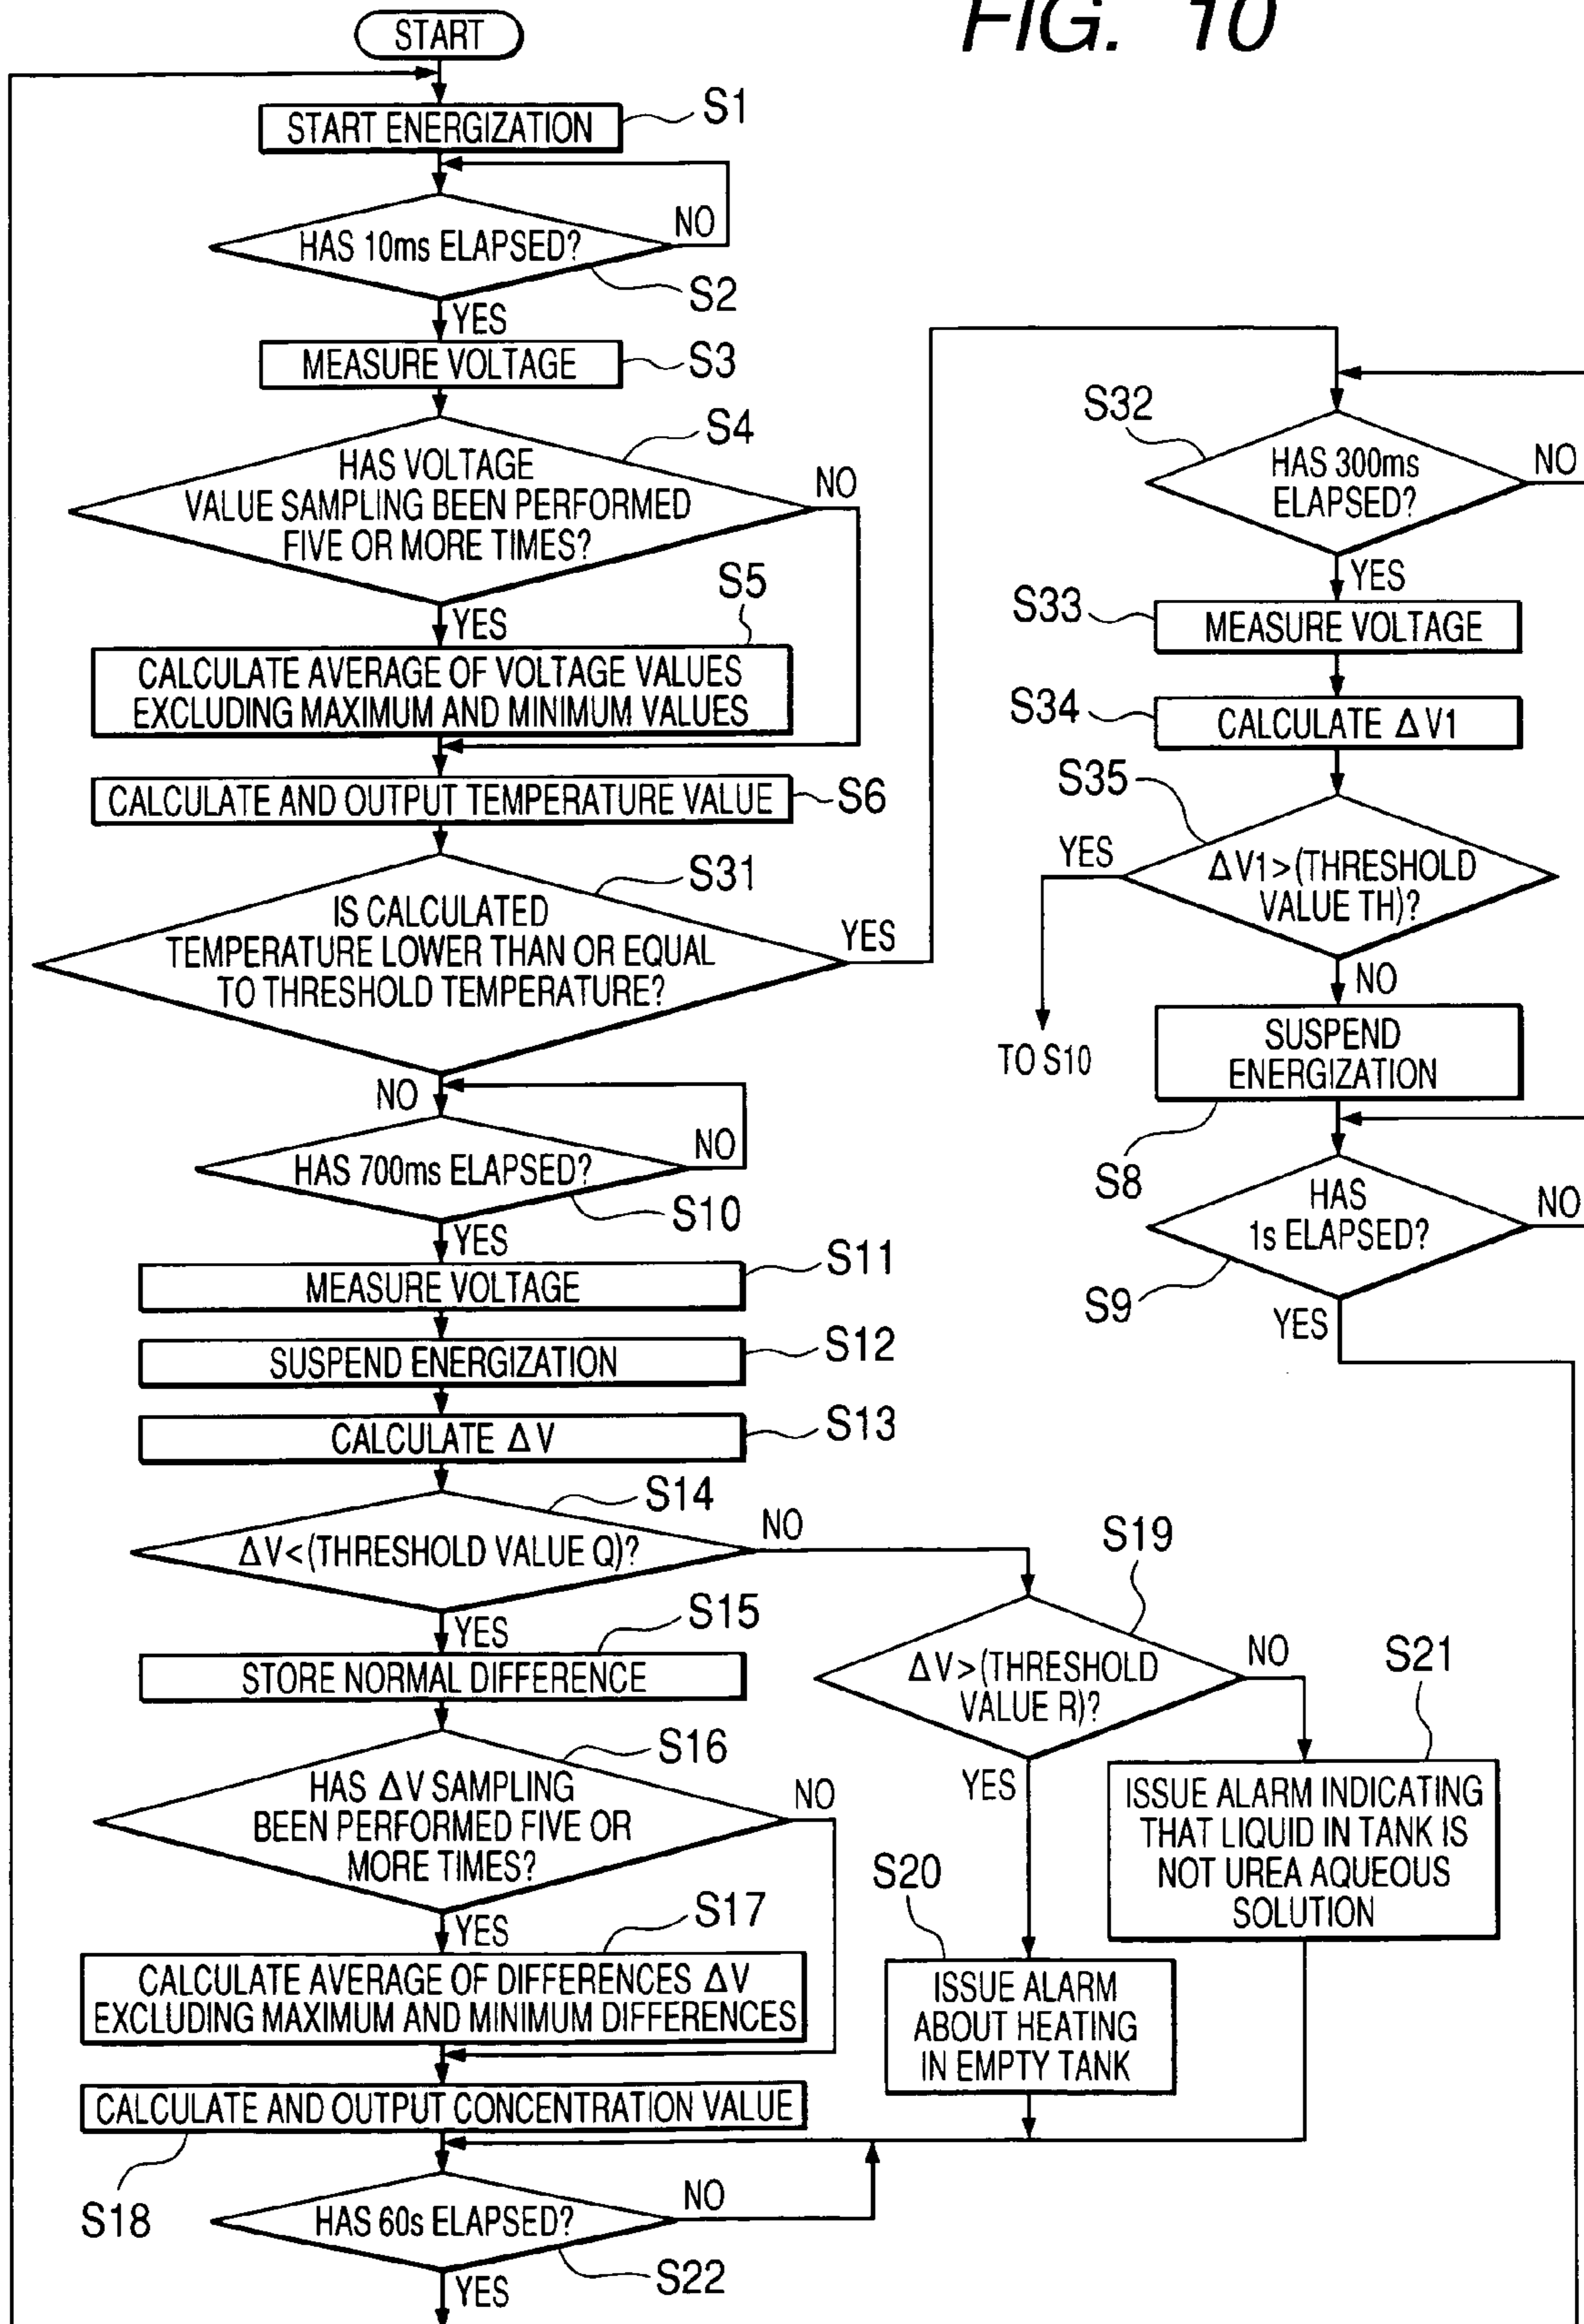 FIG. 10
START
START ENERGIZATION
S1
HAS 10ms ELAPSED?
NO
S2
YES
MEASURE VOLTAGE
S3
S4
HAS VOLTAGE
VALUE SAMPLING BEEN PERFORMED
FIVE OR MORE TIMES?
NO
YES
S5
CALCULATE AVERAGE OF VOLTAGE VALUES
EXCLUDING MAXIMUM AND MINIMUM VALUES
CALCULATE AND OUTPUT TEMPERATURE VALUE
S6
S31
IS CALCULATED
TEMPERATURE LOWER THAN OR EQUAL
TO THRESHOLD TEMPERATURE?
YES
NO
HAS 700ms ELAPSED?
NO
S10
YES
S11
MEASURE VOLTAGE
S12
SUSPEND ENERGIZATION
S13
CALCULATE ΔV
S14
ΔV<(THRESHOLD VALUE Q)?
NO
YES
S15
STORE NORMAL DIFFERENCE
S16
HAS ΔV SAMPLING
BEEN PERFORMED FIVE OR
MORE TIMES?
NO
YES
S17
CALCULATE AVERAGE OF DIFFERENCES ΔV
EXCLUDING MAXIMUM AND MINIMUM DIFFERENCES
CALCULATE AND OUTPUT CONCENTRATION VALUE
S18
HAS 60s ELAPSED?
NO
S22
YES
S32
HAS 300ms
ELAPSED?
NO
YES
S33
MEASURE VOLTAGE
S34
CALCULATE ΔV1
S35
YES
ΔV1>(THRESHOLD
VALUE TH)?
TO S10
NO
SUSPEND
ENERGIZATION
S8
HAS
1s ELAPSED?
NO
S9
YES
S19
ΔV>(THRESHOLD
VALUE R)?
NO
YES
S21
ISSUE ALARM INDICATING
THAT LIQUID IN TANK IS
NOT UREA AQUEOUS
SOLUTION
S20
ISSUE ALARM
ABOUT HEATING
IN EMPTY TANK